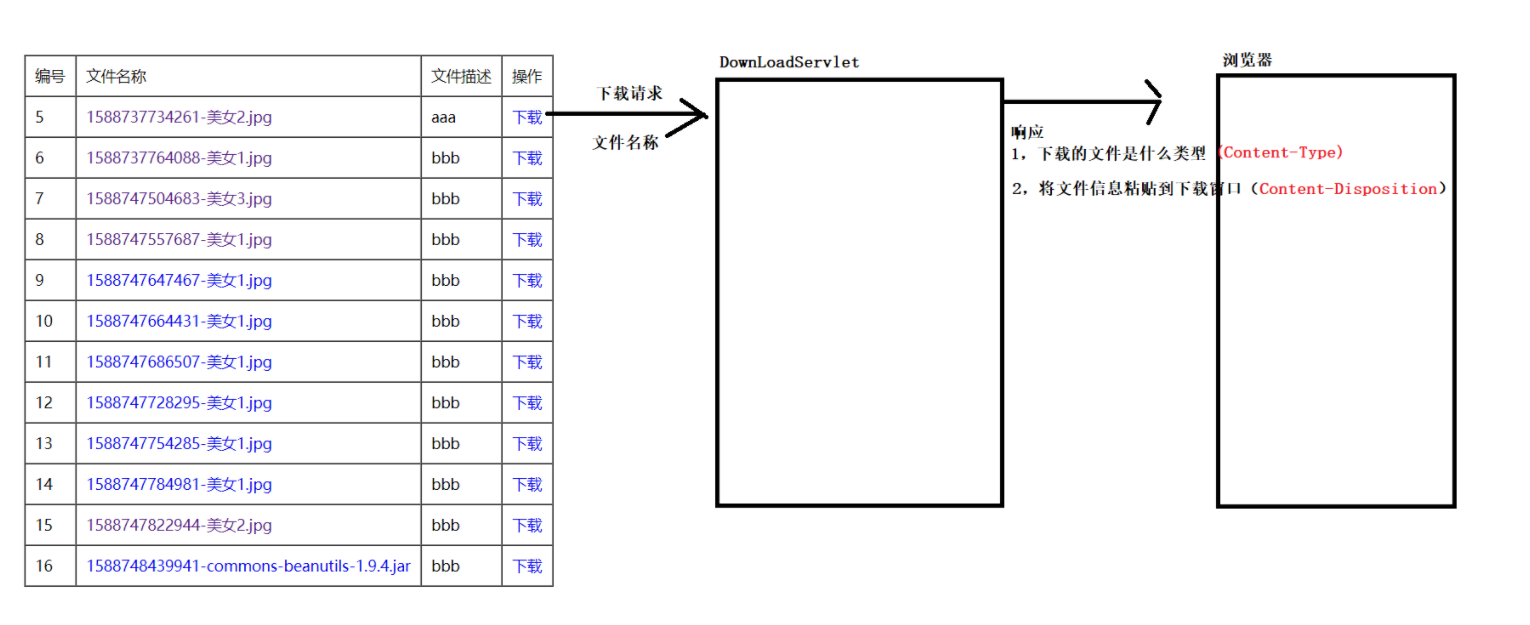 编号 文件名称 文件描述 操作
5 1588737734261-美女2.jpg aaa 下载
6 1588737764088-美女1.jpg bbb 下载
7 1588747504683-美女3.jpg bbb 下载
8 1588747557687-美女1.jpg bbb 下载
9 1588747647467-美女1.jpg bbb 下载
10 1588747664431-美女1.jpg bbb 下载
11 1588747686507-美女1.jpg bbb 下载
12 1588747728295-美女1.jpg bbb 下载
13 1588747754285-美女1.jpg bbb 下载
14 1588747784981-美女1.jpg bbb 下载
15 1588747822944-美女2.jpg bbb 下载
16 1588748439941-commons-beanutils-1.9.4.jar bbb 下载
下载请求
文件名称
DownLoadServlet
响应
1，下载的文件是什么类型（Content-Type)
2，将文件信息粘贴到下载窗口（Content-Disposition）
浏览器